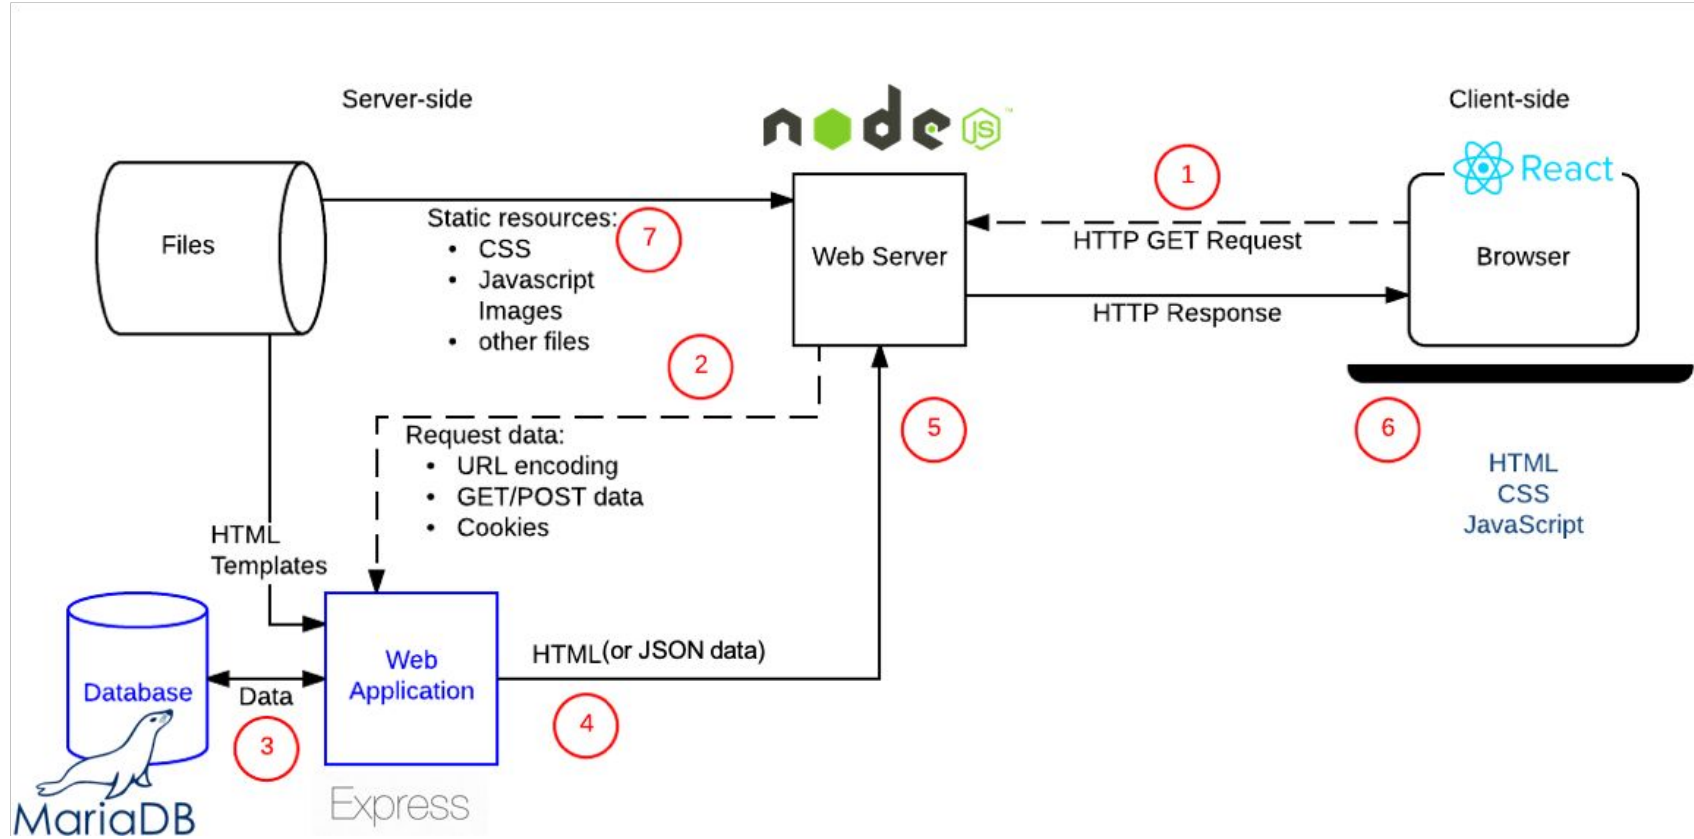 Server-side
Client-side
node JS ™
React
1
Files
Static resources:
• CSS
• Javascript
Images
• other files
7
Web Server
HTTP GET Request
Browser
HTTP Response
2
5
6
Request data:
• URL encoding
• GET/POST data
• Cookies
HTML
CSS
JavaScript
HTML
Templates
Database
Data
3
Web
Application
HTML(or JSON data)
4
MariaDB
Express